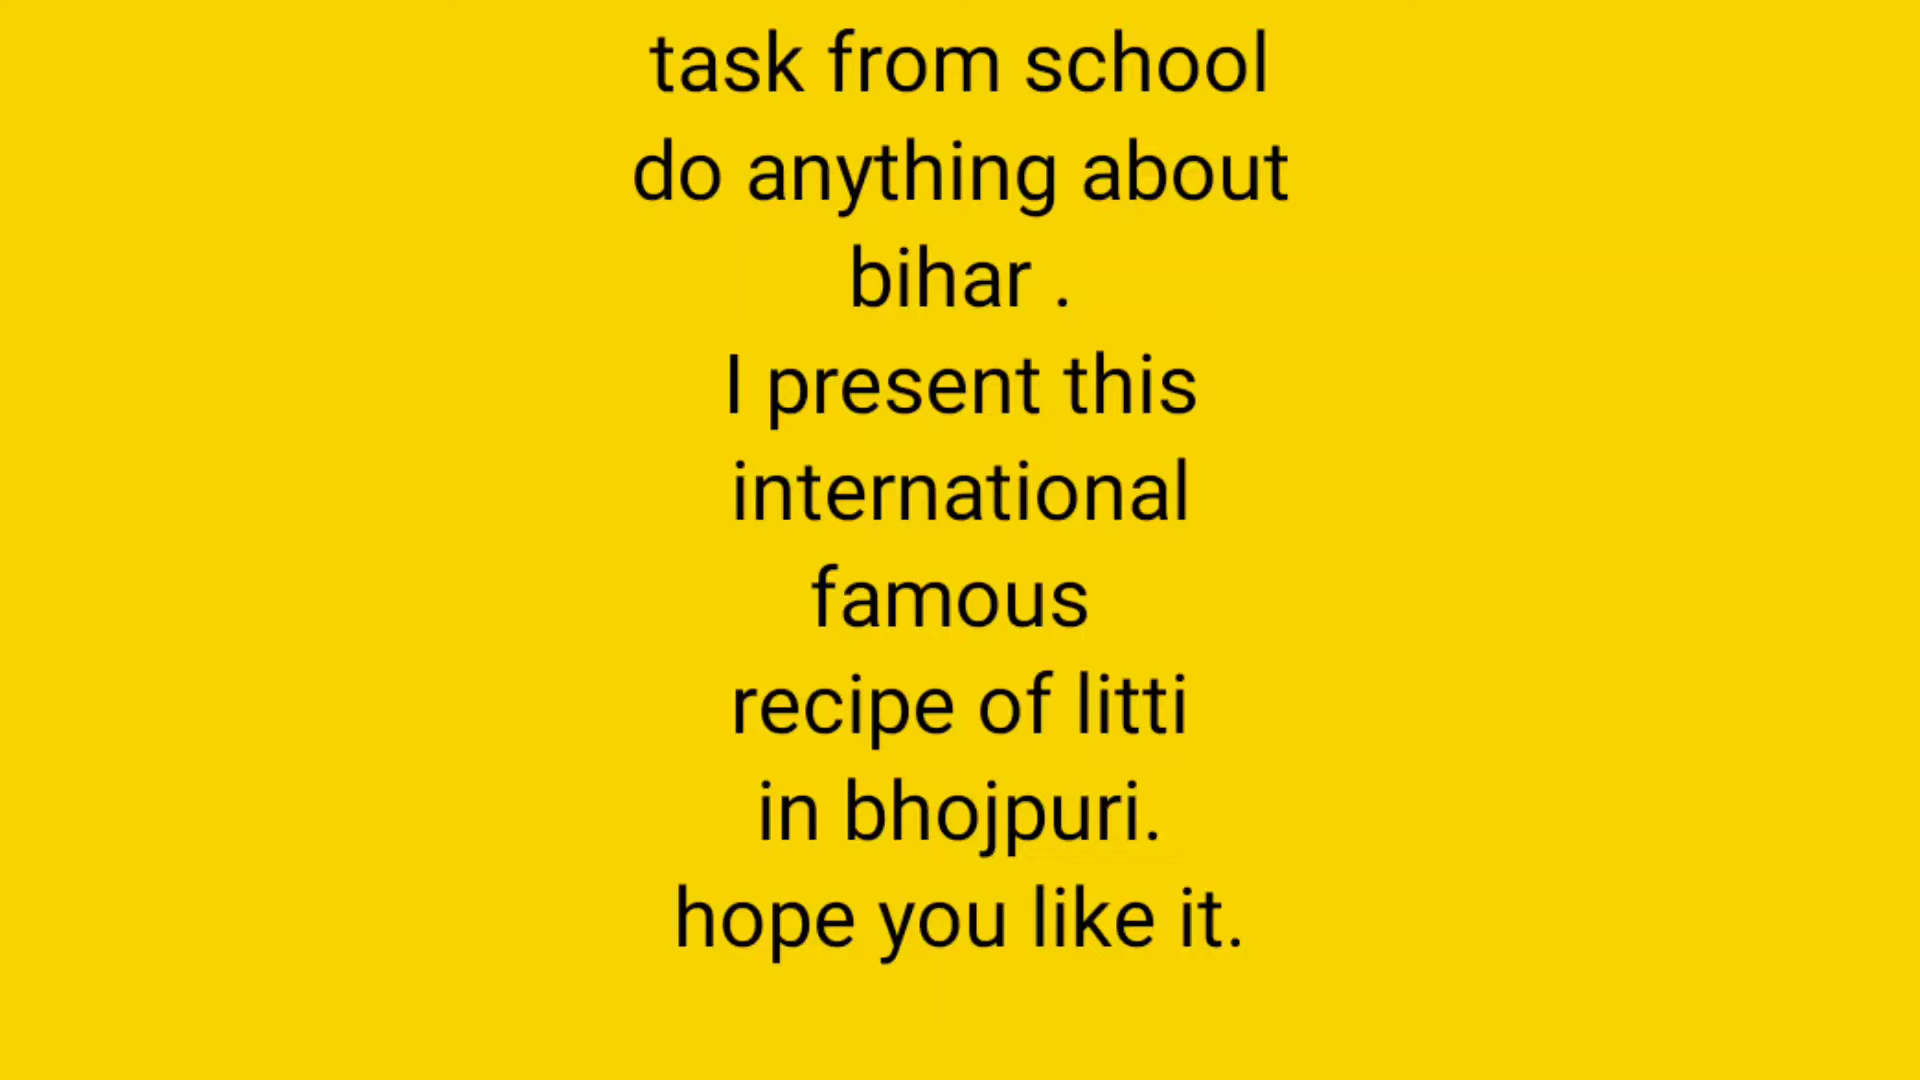 task from school
do anything about
bihar .
I present this
international
famous
recipe of litti
in bhojpuri.
hope you like it.